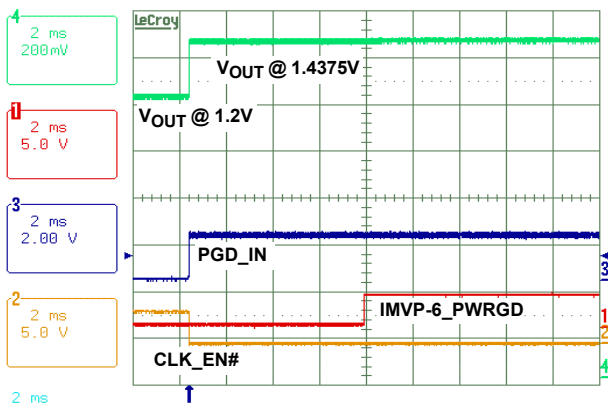 4
2 ms
200mV
1
2 ms
5.0 V
3
2 ms
2.00 V
2
2 ms
5.0 V
2 ms
LeCroy
VOUT @ 1.4375V
VOUT @ 1.2V
PGD_IN
IMVP-6_PWRGD
CLK_EN#
3
1
2
4